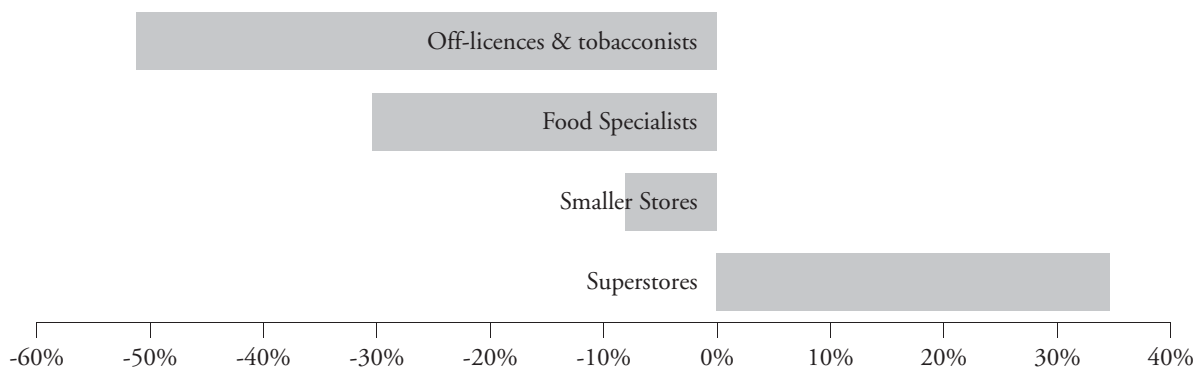 Off-licences & tobacconists
Food Specialists
Smaller Stores
Superstores
-60% -50% -40% -30% -20% -10% 0% 10% 20% 30% 40%